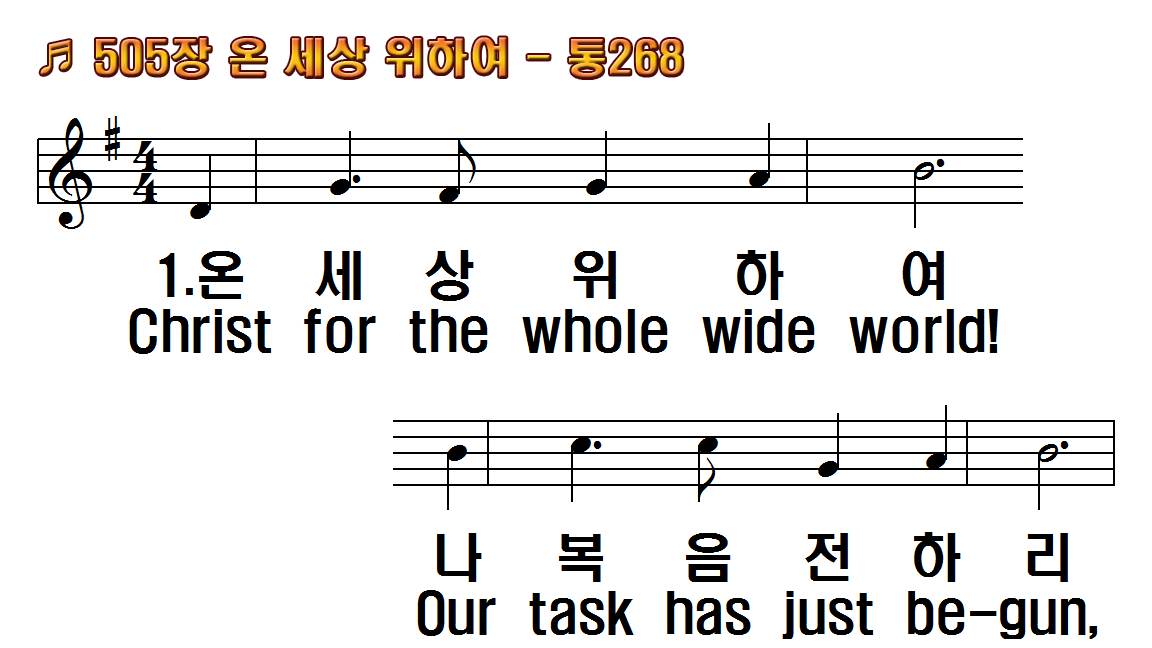 ♬ 505장 온 세상 위하여 - 통268
1.온 세 상 위 하 여
Christ for the whole wide world!
나 복 음 전 하 리
Our task has just be-gun,